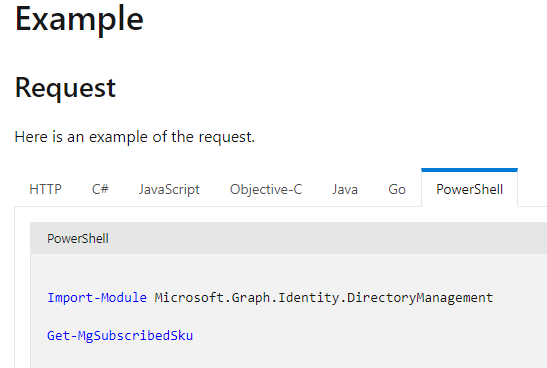 Example
Request
Here is an example of the request.
HTTP C# JavaScript Objective-C Java Go PowerShell
PowerShell
Import-Module Microsoft.Graph.Identity.DirectoryManagement
Get-MgSubscribedSku